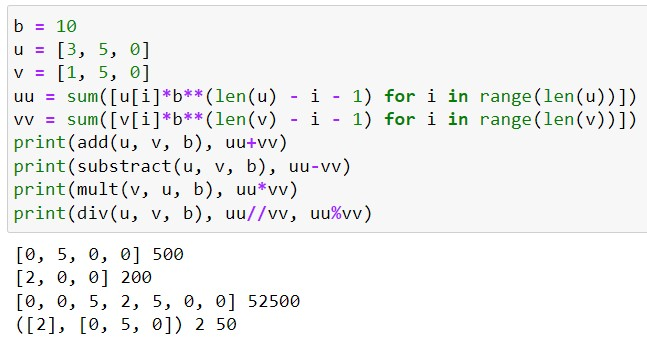 b = 10
u = [3, 5, 0]
v = [1, 5, 0]
uu = sum([u[i]*b**(len(u) - i - 1) for i in range(len(u))])
vv = sum([v[i]*b**(len(v) - i - 1) for i in range(len(v))])
print(add(u, v, b), uu+vv)
print(substract(u, v, b), uu-vv)
print(mult(v, u, b), uu*vv)
print(div(u, v, b), uu//vv, uu%vv)
[0, 5, 0, 0] 500
[2, 0, 0] 200
[0, 0, 5, 2, 5, 0, 0] 52500
([2], [0, 5, 0]) 2 50